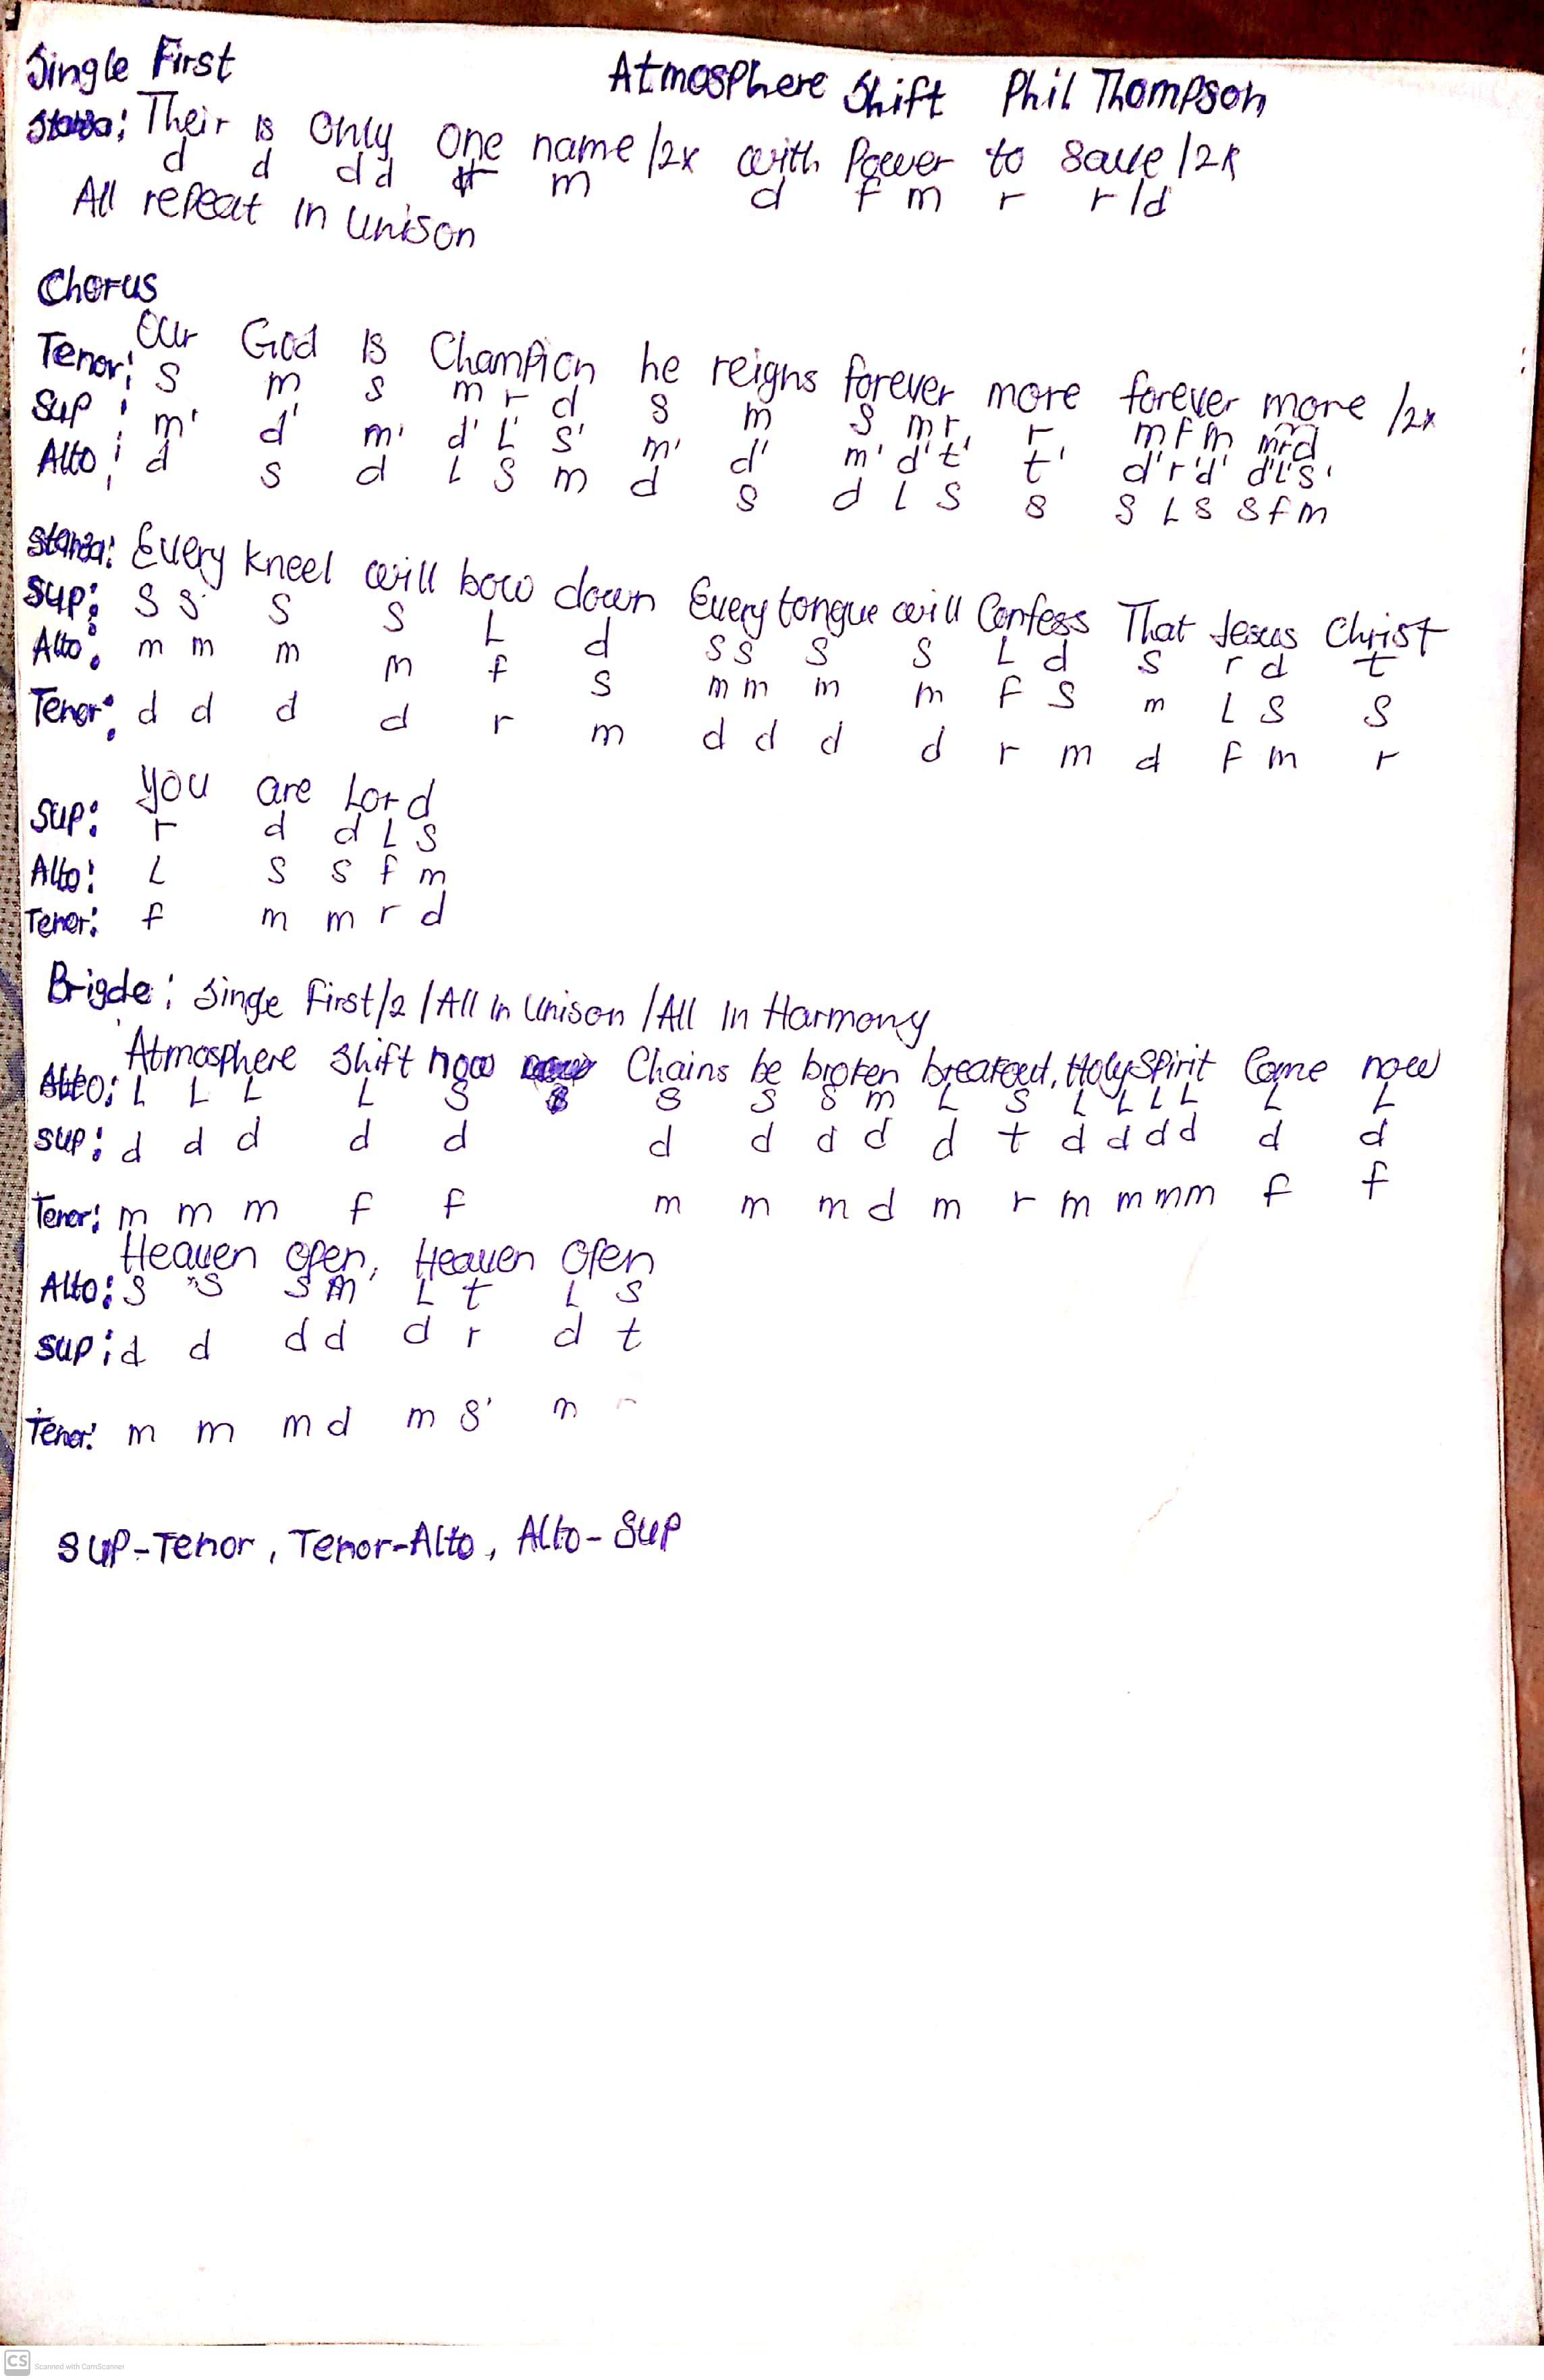 Single First
Atmosphere Shift Phil Thompson
Their is Only One name /2x with Power to Save /2x
d d d d m d f m r r/d
All repeat in Unison
Chorus
Our God is Champion he reigns forever more forever more /2x
Tenor: s m s m r d s m s m r, r m f m m r d
Sup : m' d' m' d' L' s' m' d' m' d' t' t' d' r' d' d' L' s'
Alto : d s d L s m d s d L s s s L s s f m
Stanza: Every kneel will bow down Every tongue will Confess That Jesus Christ
Sup: s s s s L d s s s s L d s r d t
Alto: m m m m f s m m m m f s m L s s
Tenor: d d d d r m d d d d r m d f m r
You are Lord
Sup: r d d L s
Alto: L s s f m
Tenor: f m m r d
Brigde: Singe First/2 /All In Unison /All In Harmony
Atmosphere Shift now Chains be broken breakout, Holy Spirit Come now
Alto: L L L L s s s s m L s L L L L L L
Sup: d d d d d d d d d d t d d d d d d
Tenor: m m m f f m m m d m r m m m m f f
Heaven Open, Heaven Open
Alto: s s s m L t L s
Sup: d d d d d r d t
Tenor: m m m d m s' m
Sup-Tenor, Tenor-Alto, Alto-Sup
CS Scanned with CamScanner